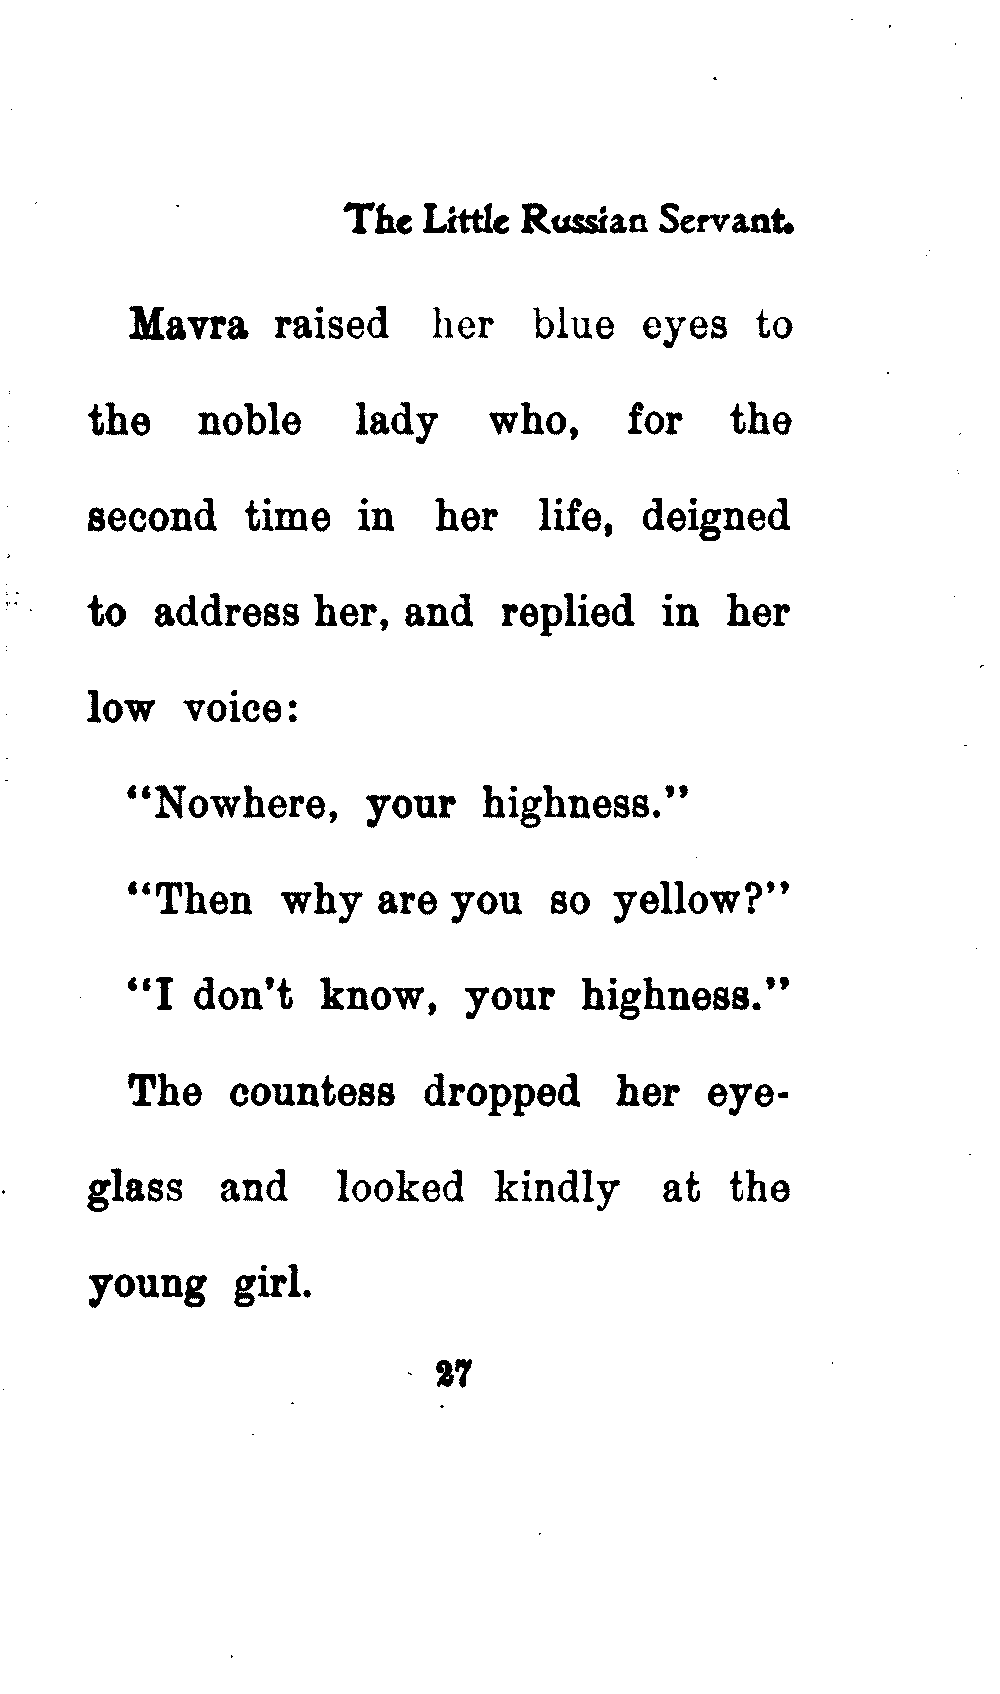 The Little Russian Servant.
Mavra raised her blue eyes to
the noble lady who, for the
second time in her life, deigned
to address her, and replied in her
low voice:
"Nowhere, your highness."
"Then why are you so yellow?"
"I don't know, your highness."
The countess dropped her eye-
glass and looked kindly at the
young girl.
27